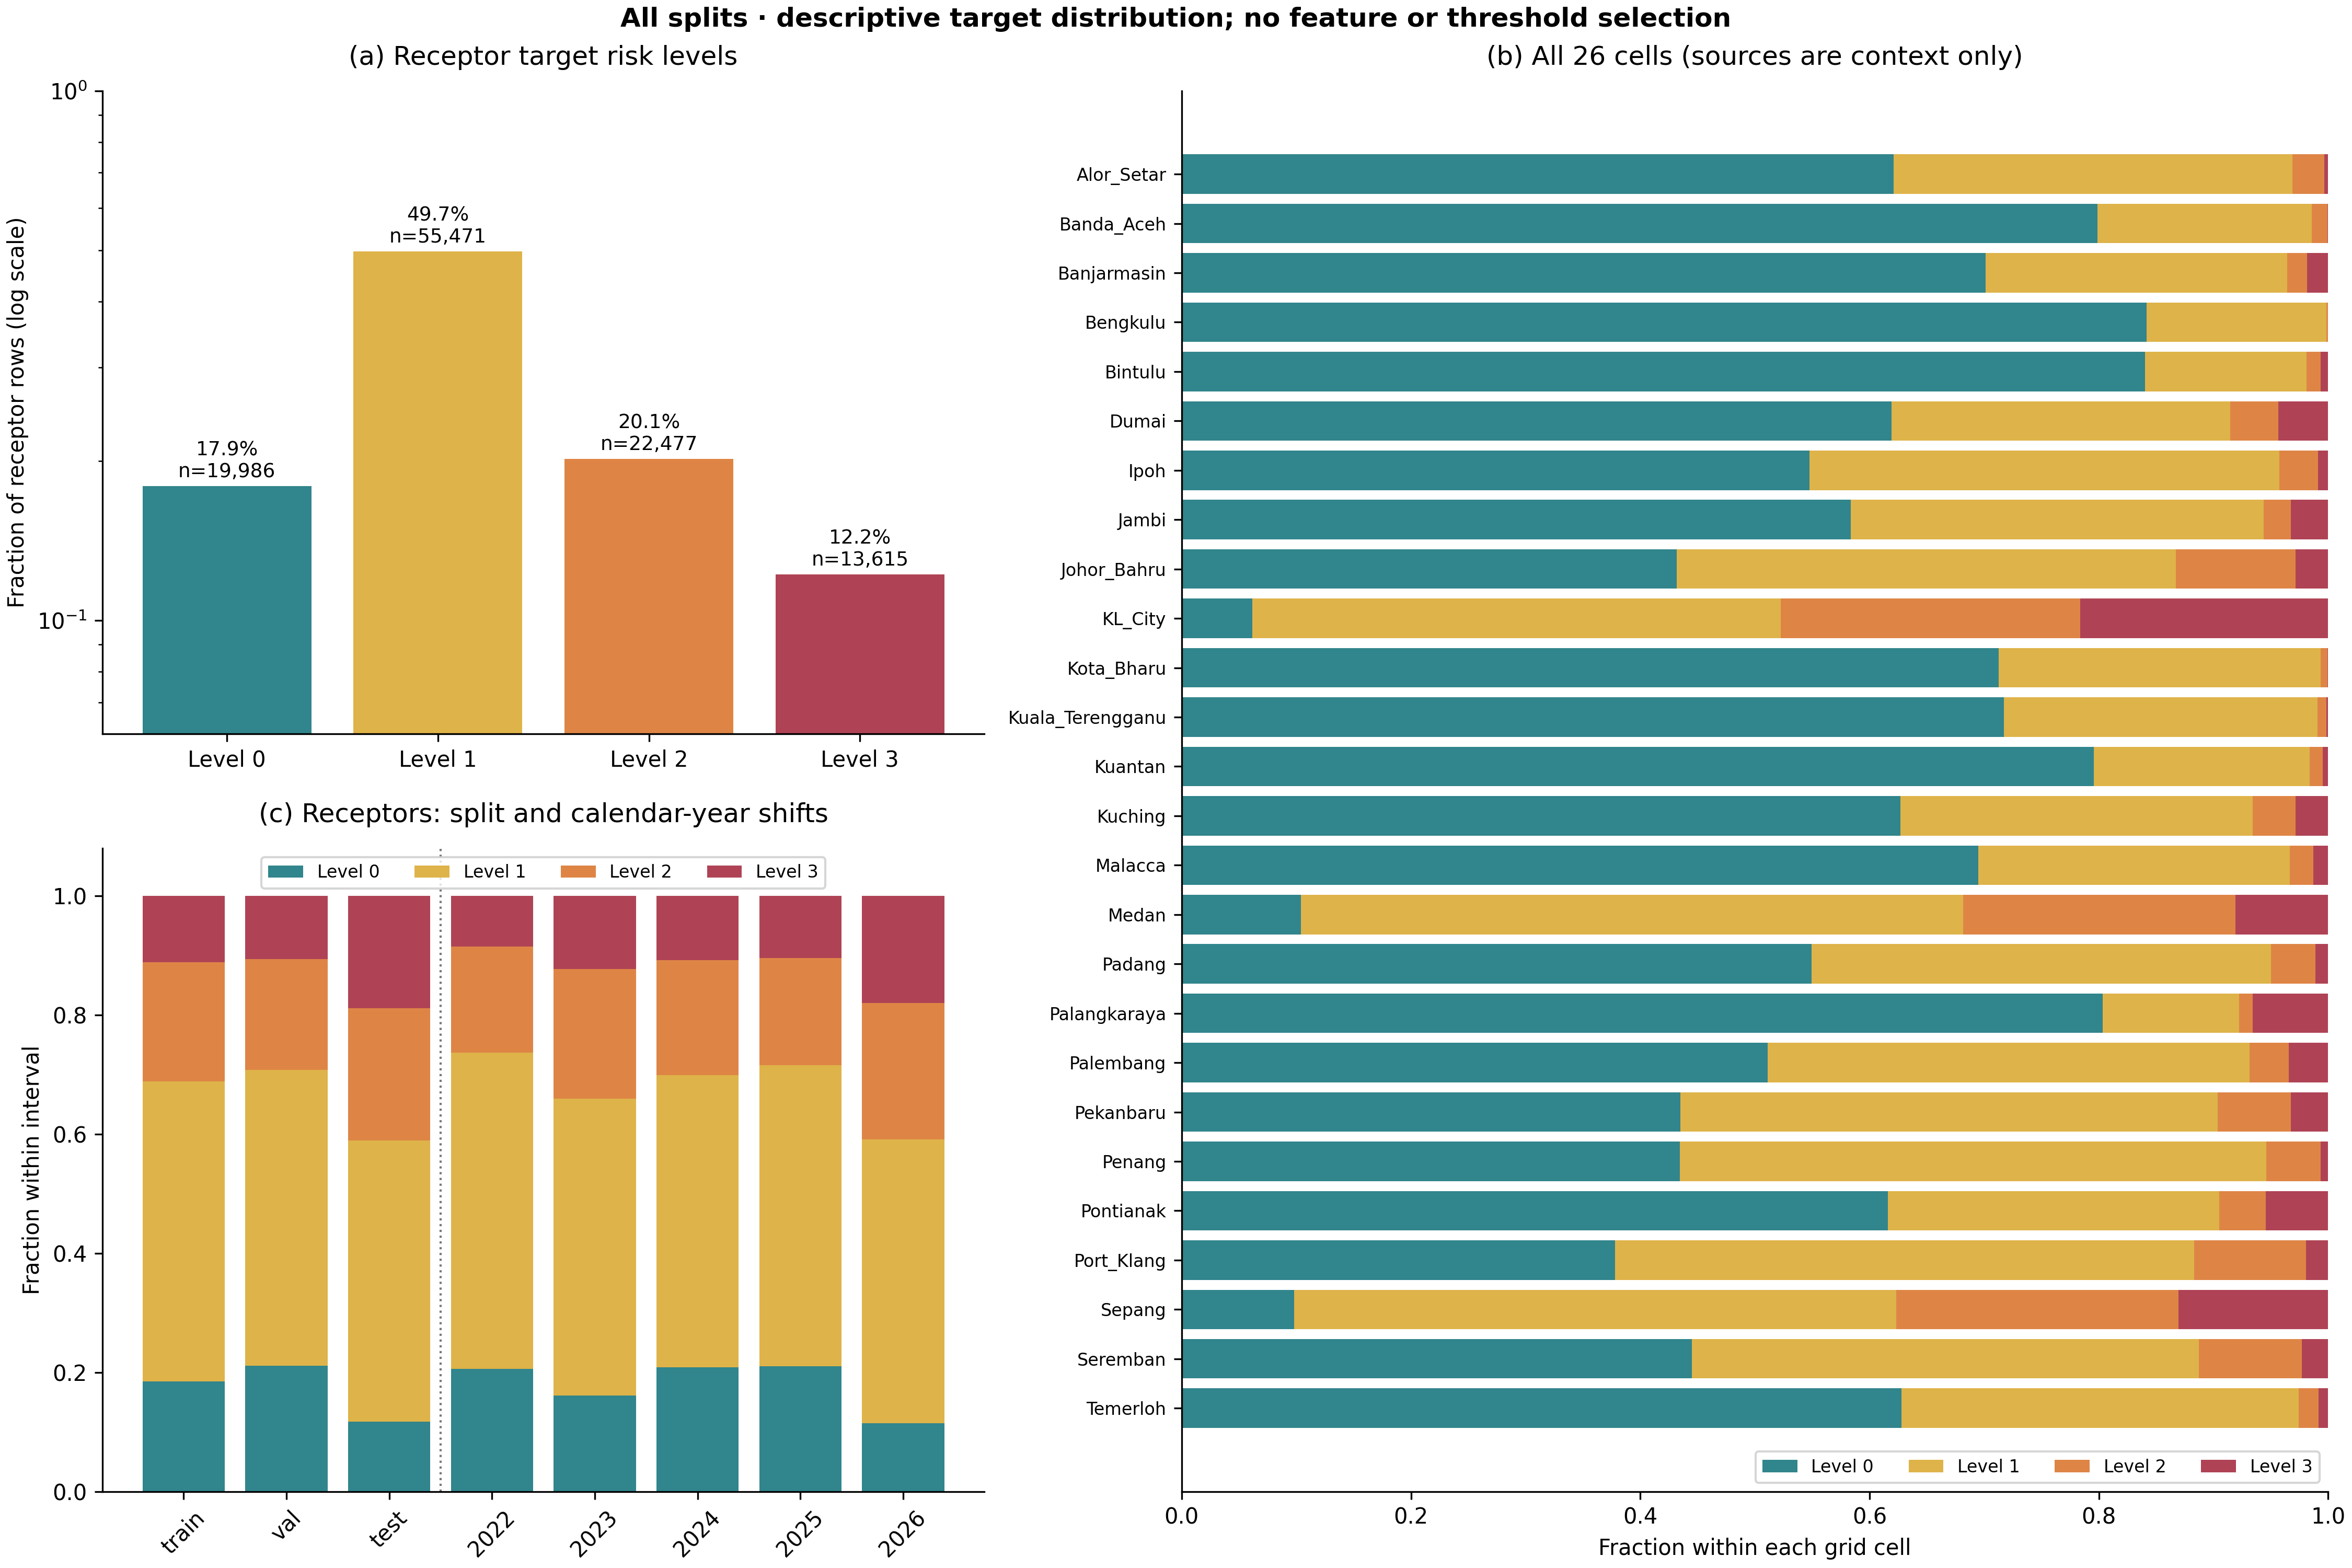 All splits · descriptive target distribution; no feature or threshold selection
(a) Receptor target risk levels
Fraction of receptor rows (log scale)
10⁰
10⁻¹
17.9%
n=19,986
49.7%
n=55,471
20.1%
n=22,477
12.2%
n=13,615
Level 0
Level 1
Level 2
Level 3
(b) All 26 cells (sources are context only)
Alor_Setar
Banda_Aceh
Banjarmasin
Bengkulu
Bintulu
Dumai
Ipoh
Jambi
Johor_Bahru
KL_City
Kota_Bharu
Kuala_Terengganu
Kuantan
Kuching
Malacca
Medan
Padang
Palangkaraya
Palembang
Pekanbaru
Penang
Pontianak
Port_Klang
Sepang
Seremban
Temerloh
Level 0 Level 1 Level 2 Level 3
0.0 0.2 0.4 0.6 0.8 1.0
Fraction within each grid cell
(c) Receptors: split and calendar-year shifts
Level 0 Level 1 Level 2 Level 3
Fraction within interval
1.0
0.8
0.6
0.4
0.2
0.0
train
val
test
2022
2023
2024
2025
2026